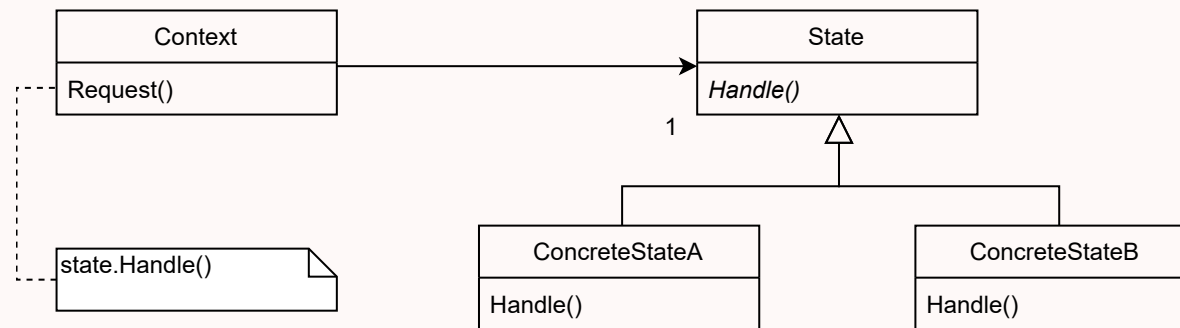 Context
Request()
State
Handle()
1
state.Handle()
ConcreteStateA
Handle()
ConcreteStateB
Handle()